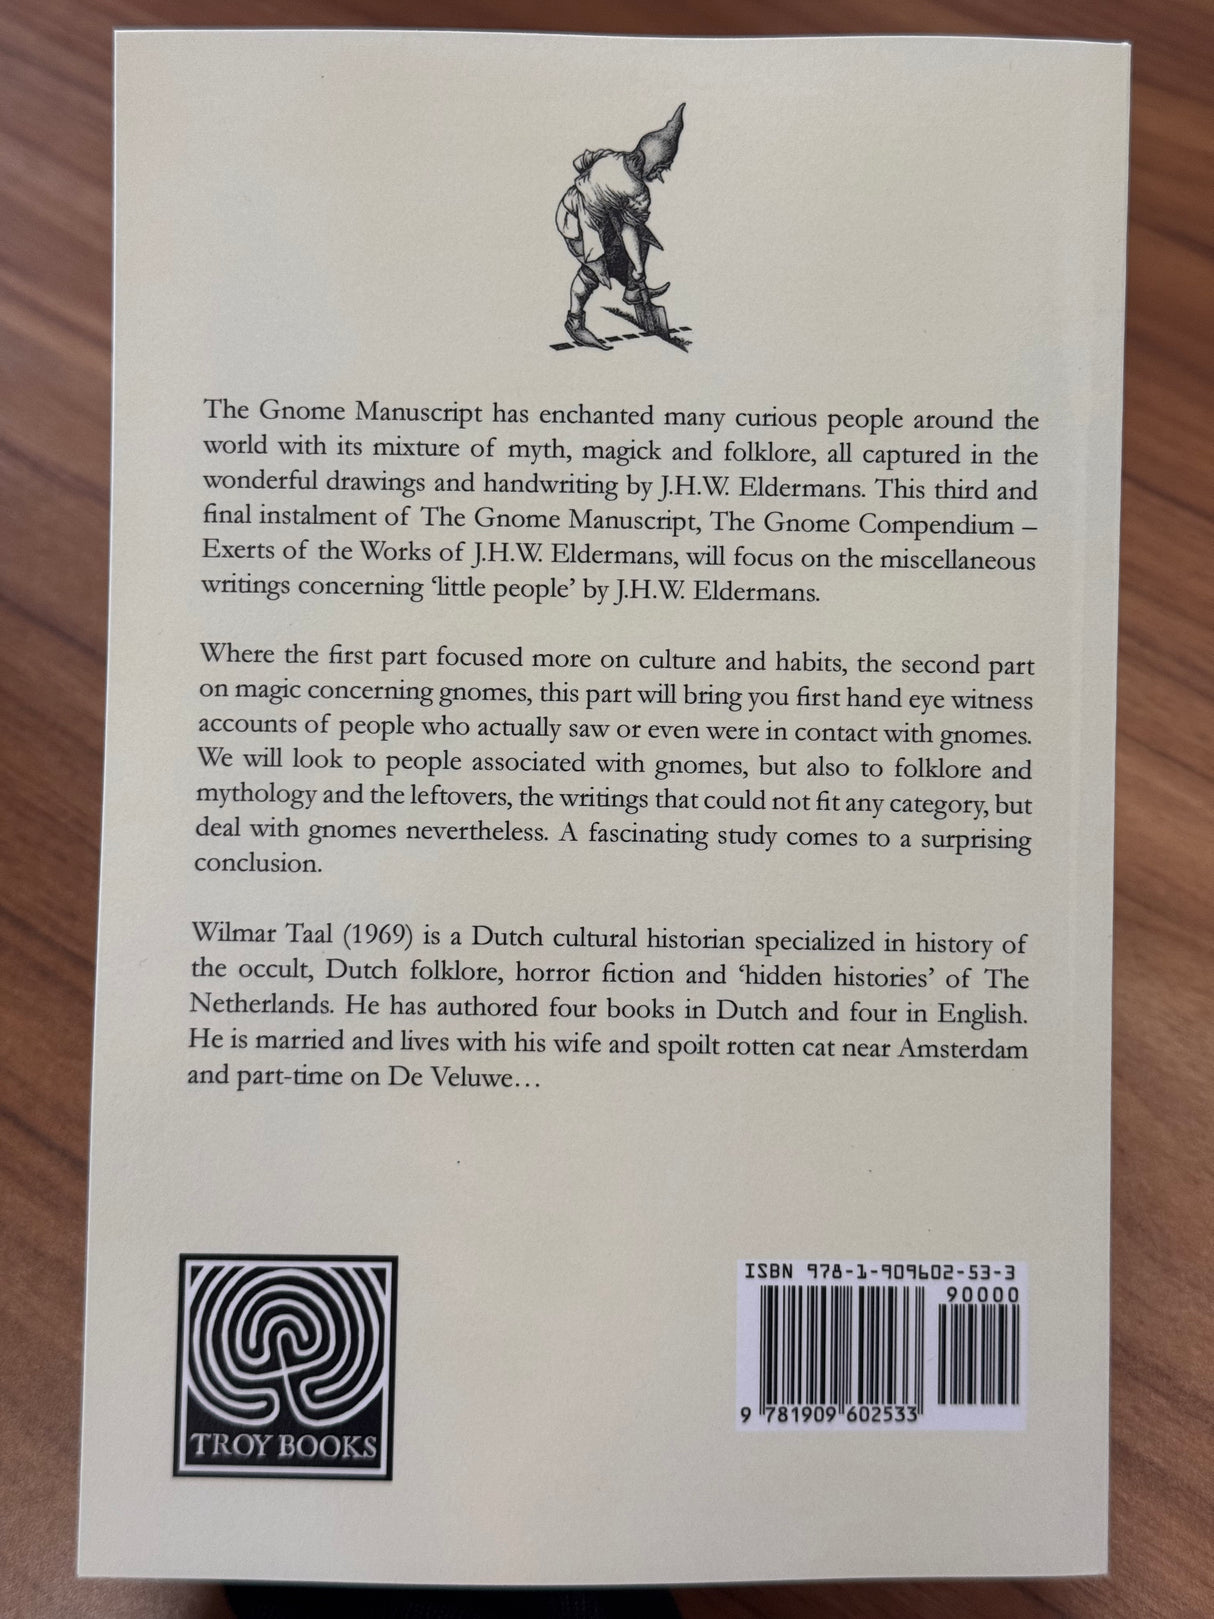 The Gnome Manuscript has enchanted many curious people around the
world with its mixture of myth, magick and folklore, all captured in the
wonderful drawings and handwriting by J.H.W. Eldermans. This third and
final instalment of The Gnome Manuscript, The Gnome Compendium –
Exerts of the Works of J.H.W. Eldermans, will focus on the miscellaneous
writings concerning ‘little people’ by J.H.W. Eldermans.
Where the first part focused more on culture and habits, the second part
on magic concerning gnomes, this part will bring you first hand eye witness
accounts of people who actually saw or even were in contact with gnomes.
We will look to people associated with gnomes, but also to folklore and
mythology and the leftovers, the writings that could not fit any category, but
deal with gnomes nevertheless. A fascinating study comes to a surprising
conclusion.
Wilmar Taal (1969) is a Dutch cultural historian specialized in history of
the occult, Dutch folklore, horror fiction and ‘hidden histories’ of The
Netherlands. He has authored four books in Dutch and four in English.
He is married and lives with his wife and spoilt rotten cat near Amsterdam
and part-time on De Veluwe…
TROY BOOKS
ISBN 978-1-909602-53-3
90000
9 781909 602533